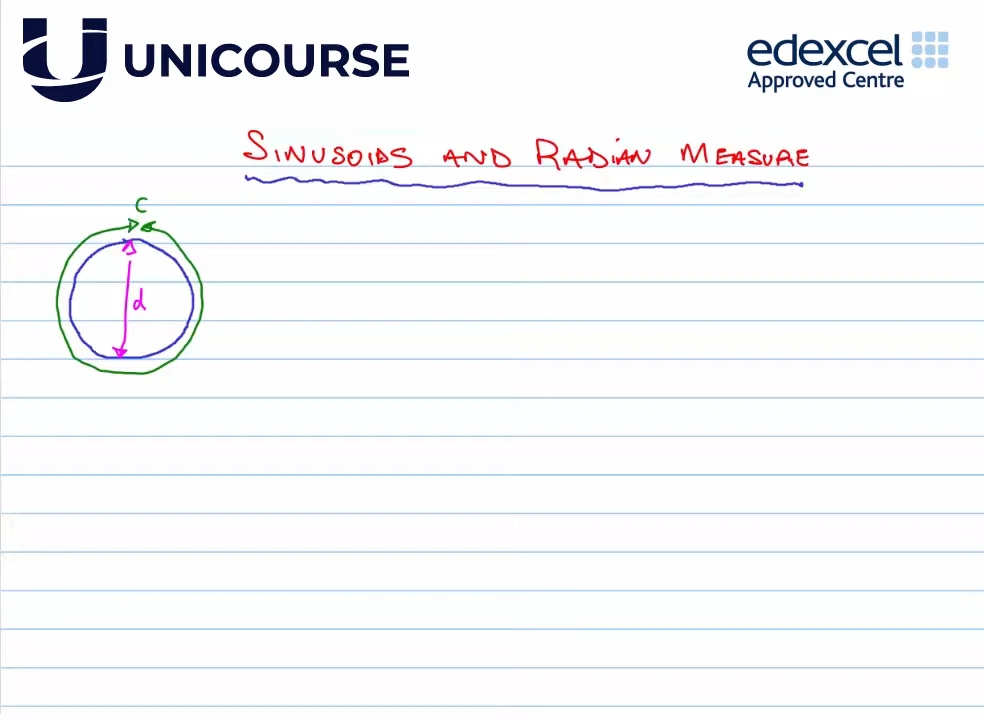 UNICOURSE
edexcel
Approved Centre
SINUSOIDS AND RADIAN MEASURE
C
d